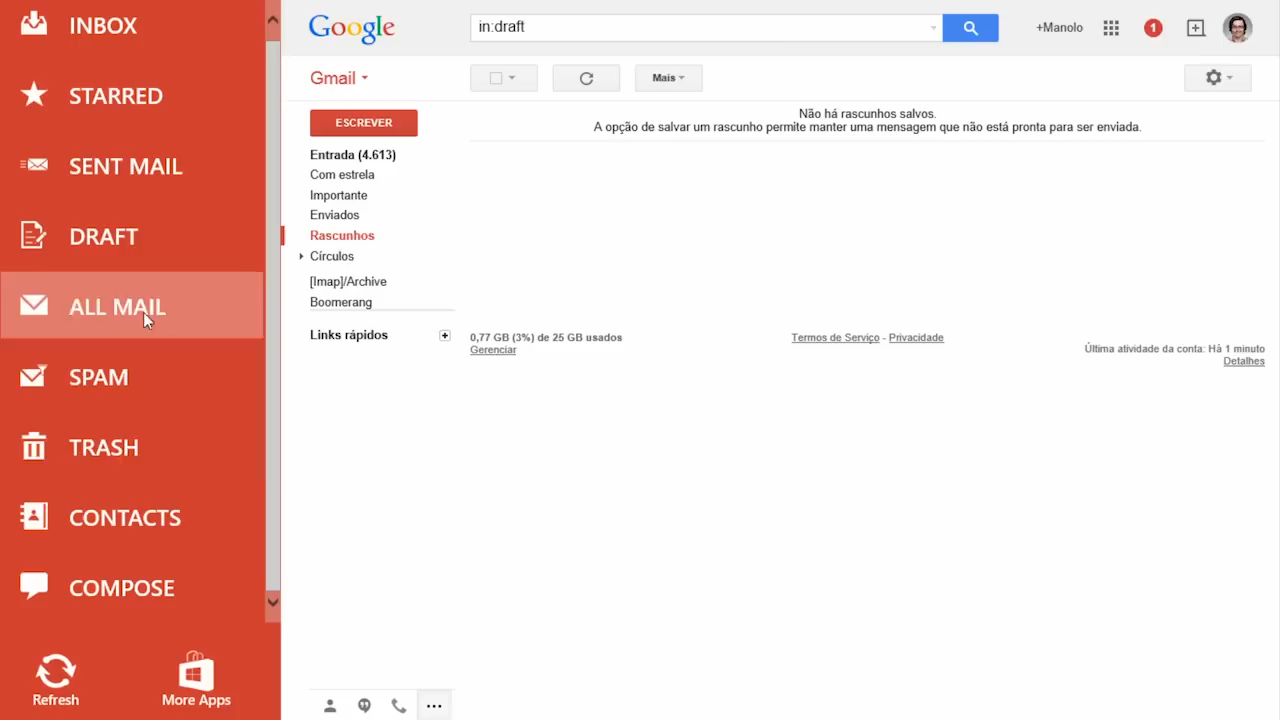 INBOX
STARRED
SENT MAIL
DRAFT
ALL MAIL
SPAM
TRASH
CONTACTS
COMPOSE
Refresh
More Apps
Google
in:draft
+Manolo
1
Gmail
Mais
ESCREVER
Entrada (4.613)
Com estrela
Importante
Enviados
Rascunhos
Círculos
[Imap]/Archive
Boomerang
Links rápidos
Não há rascunhos salvos.
A opção de salvar um rascunho permite manter uma mensagem que não está pronta para ser enviada.
0,77 GB (3%) de 25 GB usados
Gerenciar
Termos de Serviço - Privacidade
Última atividade da conta: Há 1 minuto
Detalhes